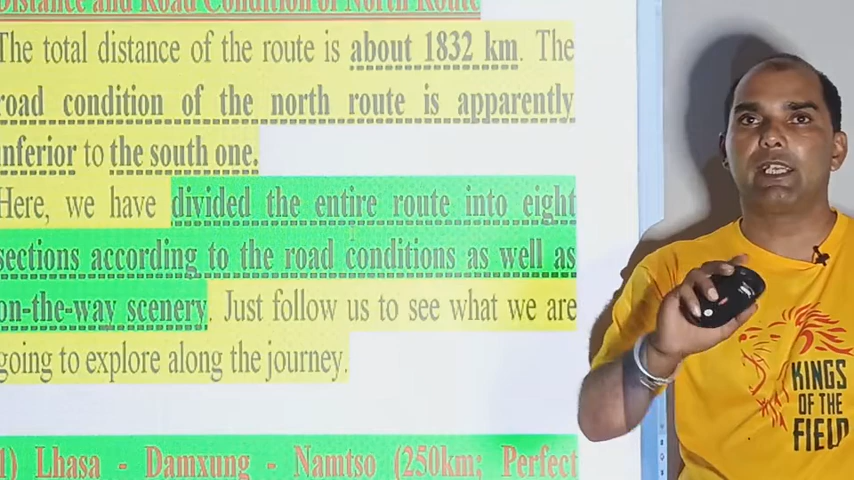 Distance and Road Condition of North Route
The total distance of the route is about 1832 km. The
road condition of the north route is apparently
inferior to the south one.
Here, we have divided the entire route into eight
sections according to the road conditions as well as
on-the-way scenery. Just follow us to see what we are
going to explore along the journey.
1) Lhasa - Damxung - Namtso (250Km; Perfect
KINGS
OF THE
FIELD